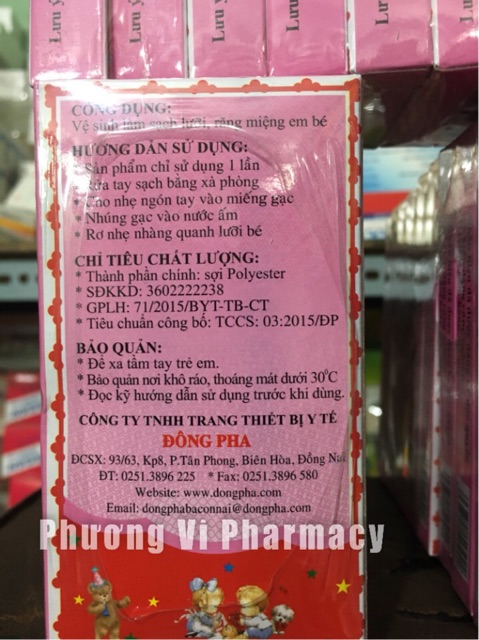 Lưu ý
Lưu ý
Lưu ý
Lưu ý
Lưu ý
CÔNG DỤNG:
Vệ sinh làm sạch lưỡi, răng miệng em bé
HƯỚNG DẪN SỬ DỤNG:
* Sản phẩm chỉ sử dụng 1 lần
* Rửa tay sạch bằng xà phòng
* Cho nhẹ ngón tay vào miếng gạc
* Nhúng gạc vào nước ấm
* Rơ nhẹ nhàng quanh lưỡi bé
CHỈ TIÊU CHẤT LƯỢNG:
* Thành phần chính: sợi Polyester
* SĐKKD: 3602222238
* GPLH: 71/2015/BYT-TB-CT
* Tiêu chuẩn công bố: TCCS: 03:2015/ĐP
BẢO QUẢN:
* Để xa tầm tay trẻ em.
* Bảo quản nơi khô ráo, thoáng mát dưới 30°C
* Đọc kỹ hướng dẫn sử dụng trước khi dùng.
CÔNG TY TNHH TRANG THIẾT BỊ Y TẾ
ĐÔNG PHA
ĐCSX: 93/63, Kp8, P.Tân Phong, Biên Hòa, Đồng Nai
ĐT: 0251.3896 225 * Fax: 0251.3896 580
Website: www.dongpha.com
Email: dongphabaconnai@dongpha.com
Phương Vi Pharmacy